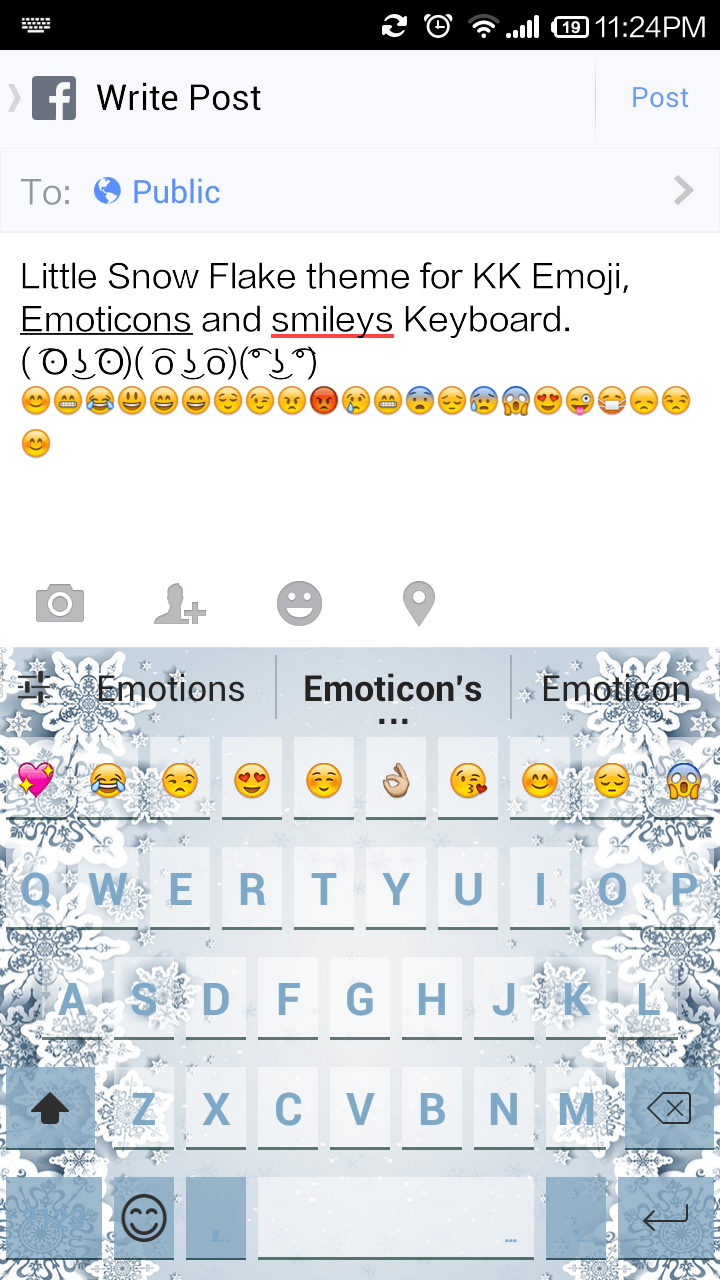 19 11:24PM
Write Post
Post
To: Public
Little Snow Flake theme for KK Emoji,
Emoticons and smileys Keyboard.
( ͡ʘ ͜ʖ ͡ʘ)( ͡o ͜ʖ ͡o)( ͡° ͜ʖ ͡°)
😊😁😂😃😄😄😌😉😠😡😢😁😨😔😰😱😍😜😷😞😒
😊
Emotions
Emoticon's
Emoticon
...
💖 😂 😒 😍 ☺️ 👌 😘 😊 😔 😱
Q W E R T Y U I O P
A S D F G H J K L
Z X C V B N M
...